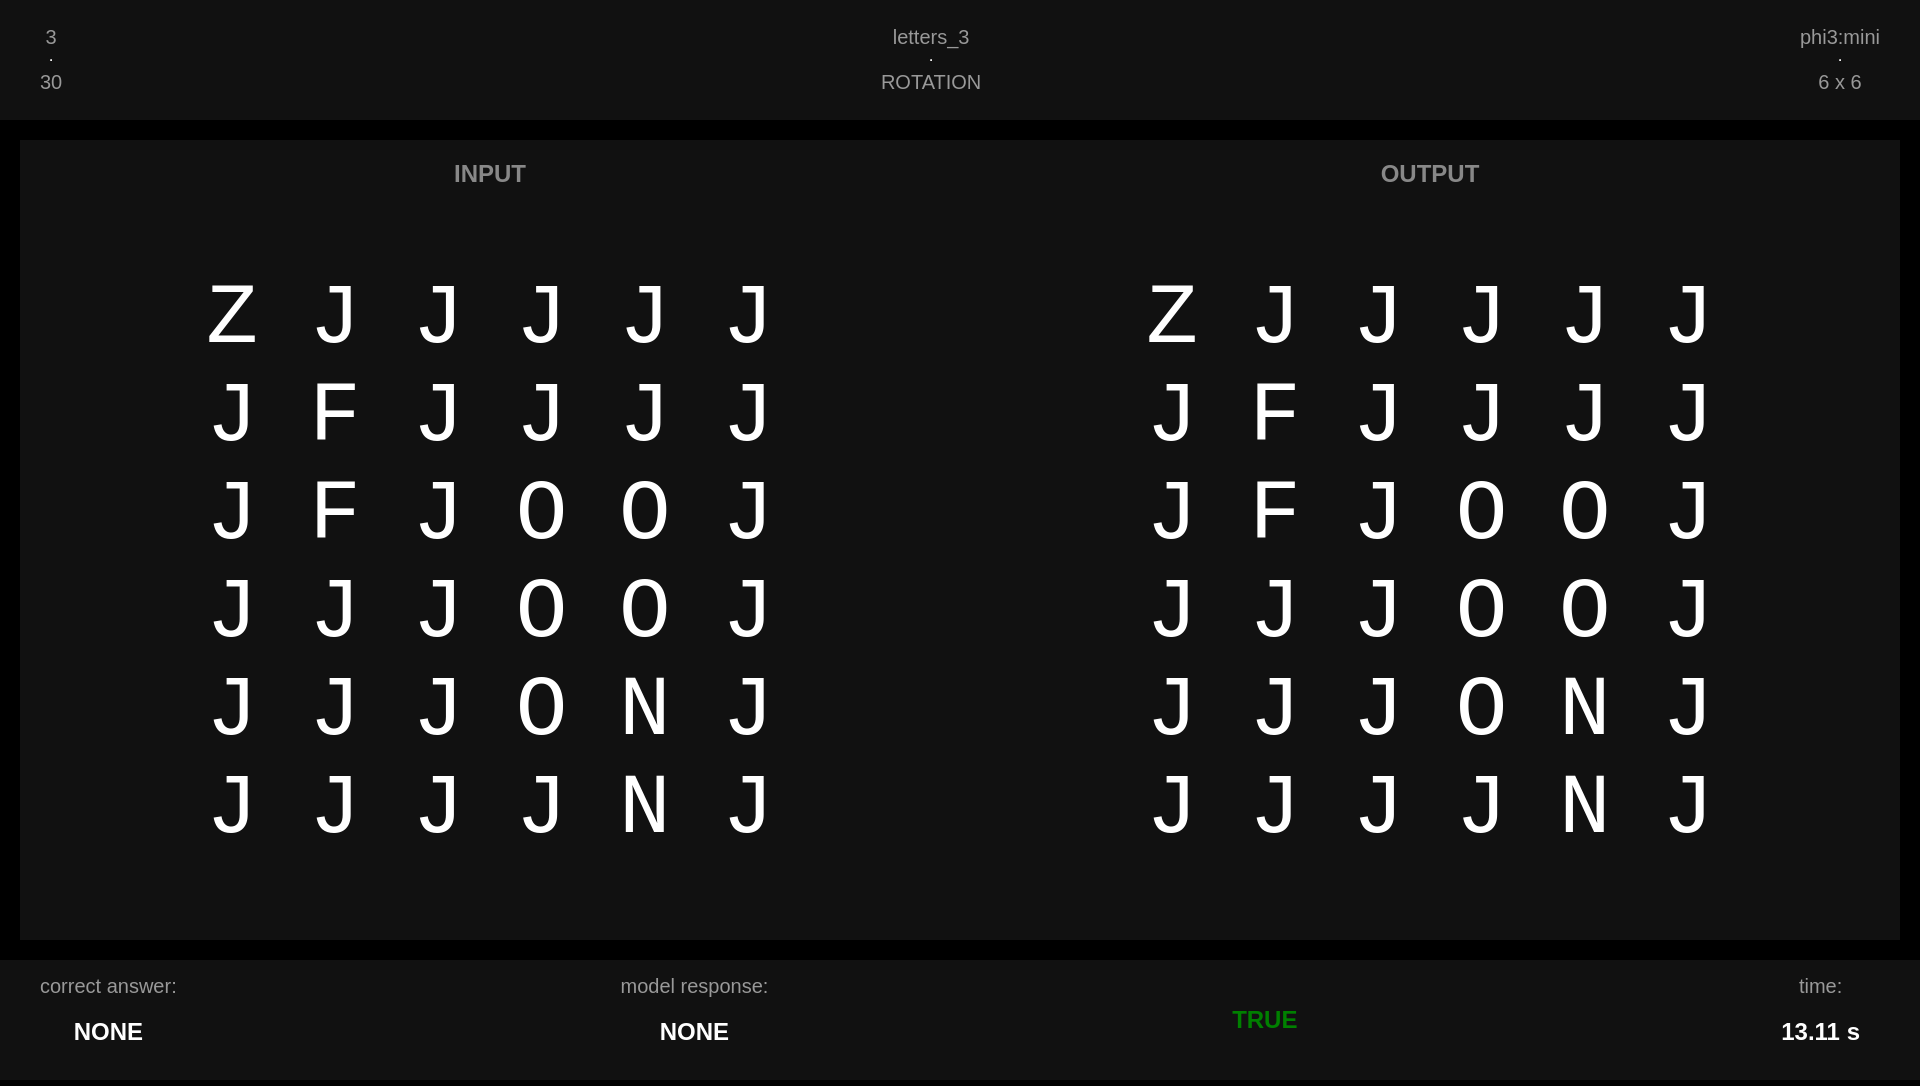 3
.
30
letters_3
.
ROTATION
phi3:mini
.
6 x 6
INPUT
Z J J J J J
J F J J J J
J F J O O J
J J J O O J
J J J O N J
J J J J N J
OUTPUT
Z J J J J J
J F J J J J
J F J O O J
J J J O O J
J J J O N J
J J J J N J
correct answer:
NONE
model response:
NONE
TRUE
time:
13.11 s